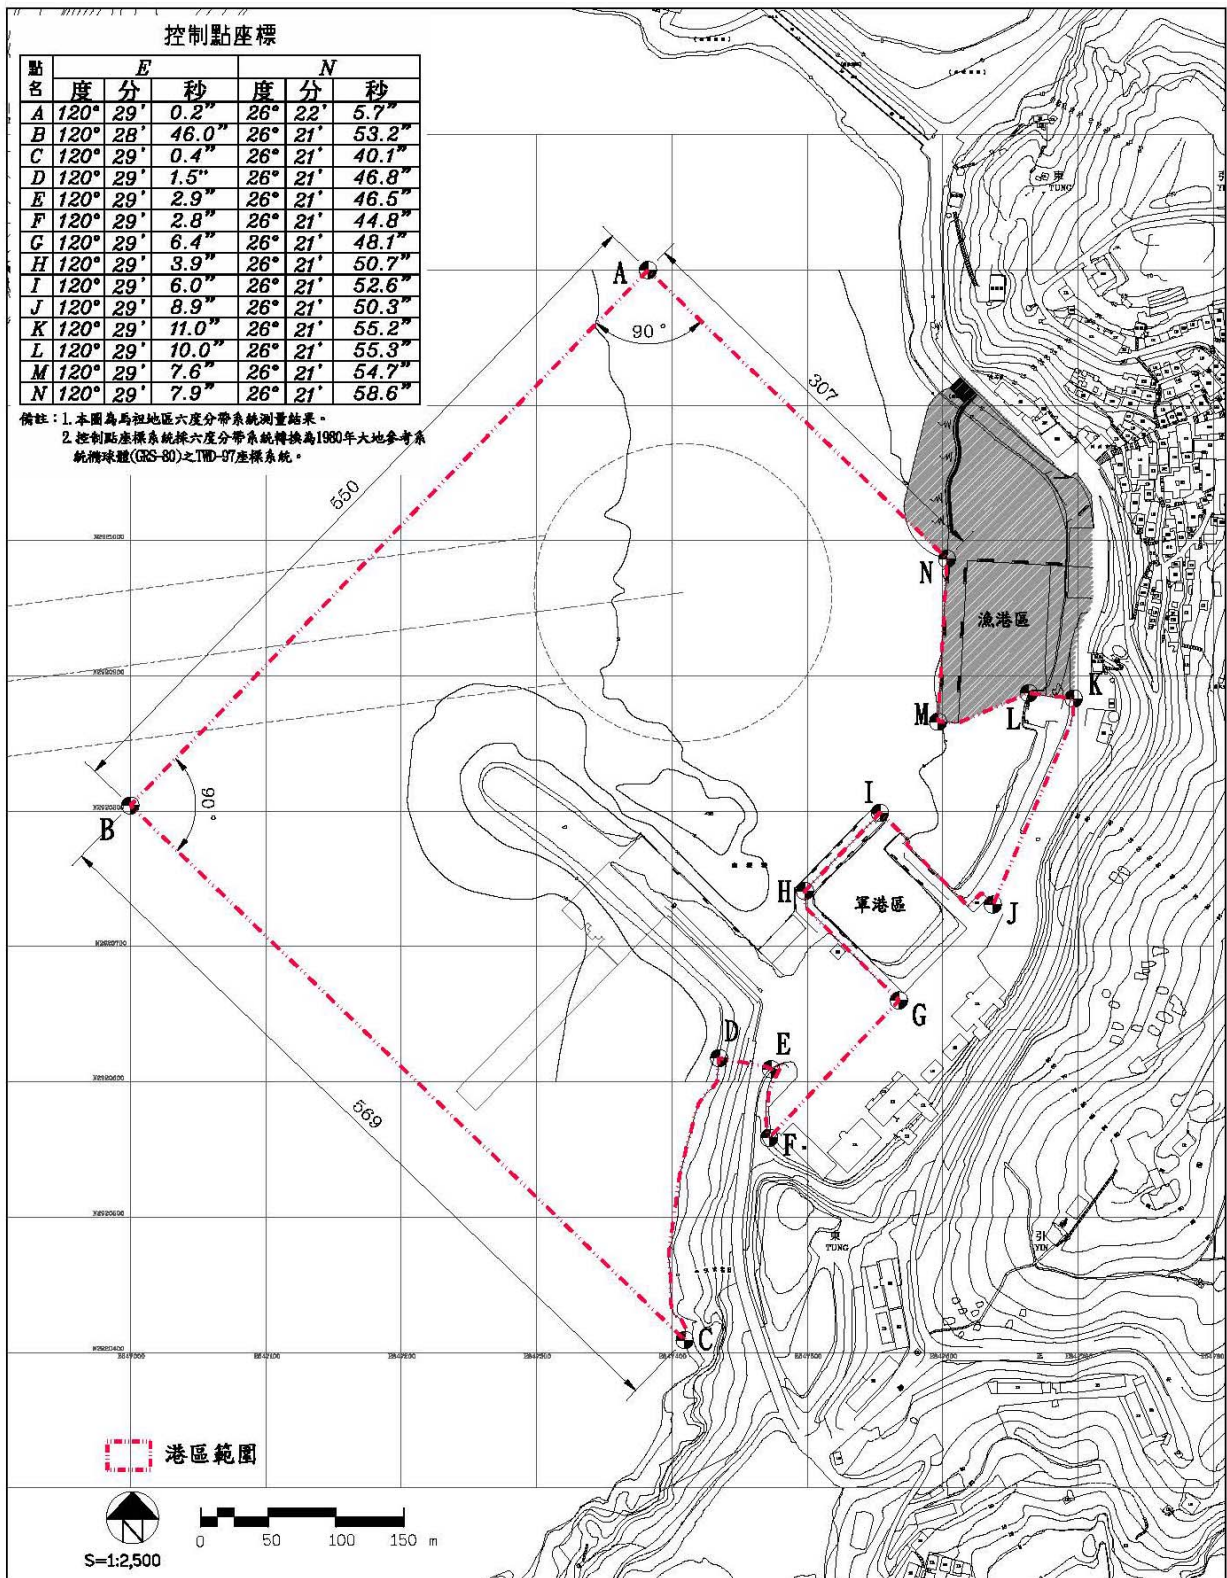 控制點座標
點名 E N
度 分 秒 度 分 秒
A 120° 29' 0.2" 26° 22' 5.7"
B 120° 28' 46.0" 26° 21' 53.2"
C 120° 29' 0.4" 26° 21' 40.1"
D 120° 29' 1.5" 26° 21' 46.8"
E 120° 29' 2.9" 26° 21' 46.5"
F 120° 29' 2.8" 26° 21' 44.8"
G 120° 29' 6.4" 26° 21' 48.1"
H 120° 29' 3.9" 26° 21' 50.7"
I 120° 29' 6.0" 26° 21' 52.6"
J 120° 29' 8.9" 26° 21' 50.3"
K 120° 29' 11.0" 26° 21' 55.2"
L 120° 29' 10.0" 26° 21' 55.3"
M 120° 29' 7.6" 26° 21' 54.7"
N 120° 29' 7.9" 26° 21' 58.6"
備註：1.本圖為馬祖地區六度分帶系統測量結果。
2.控制點座標系統採六度分帶系統轉換為1980年大地參考系
統橢球體(GRS-80)之TWD-97座標系統。
東
TUNG
A
90°
307
550
N
漁港區
K
L
M
B
90°
I
H
軍港區
J
G
D
E
F
569
東
TUNG
引
YIN
C
港區範圍
N
0 50 100 150 m
S=1:2,500